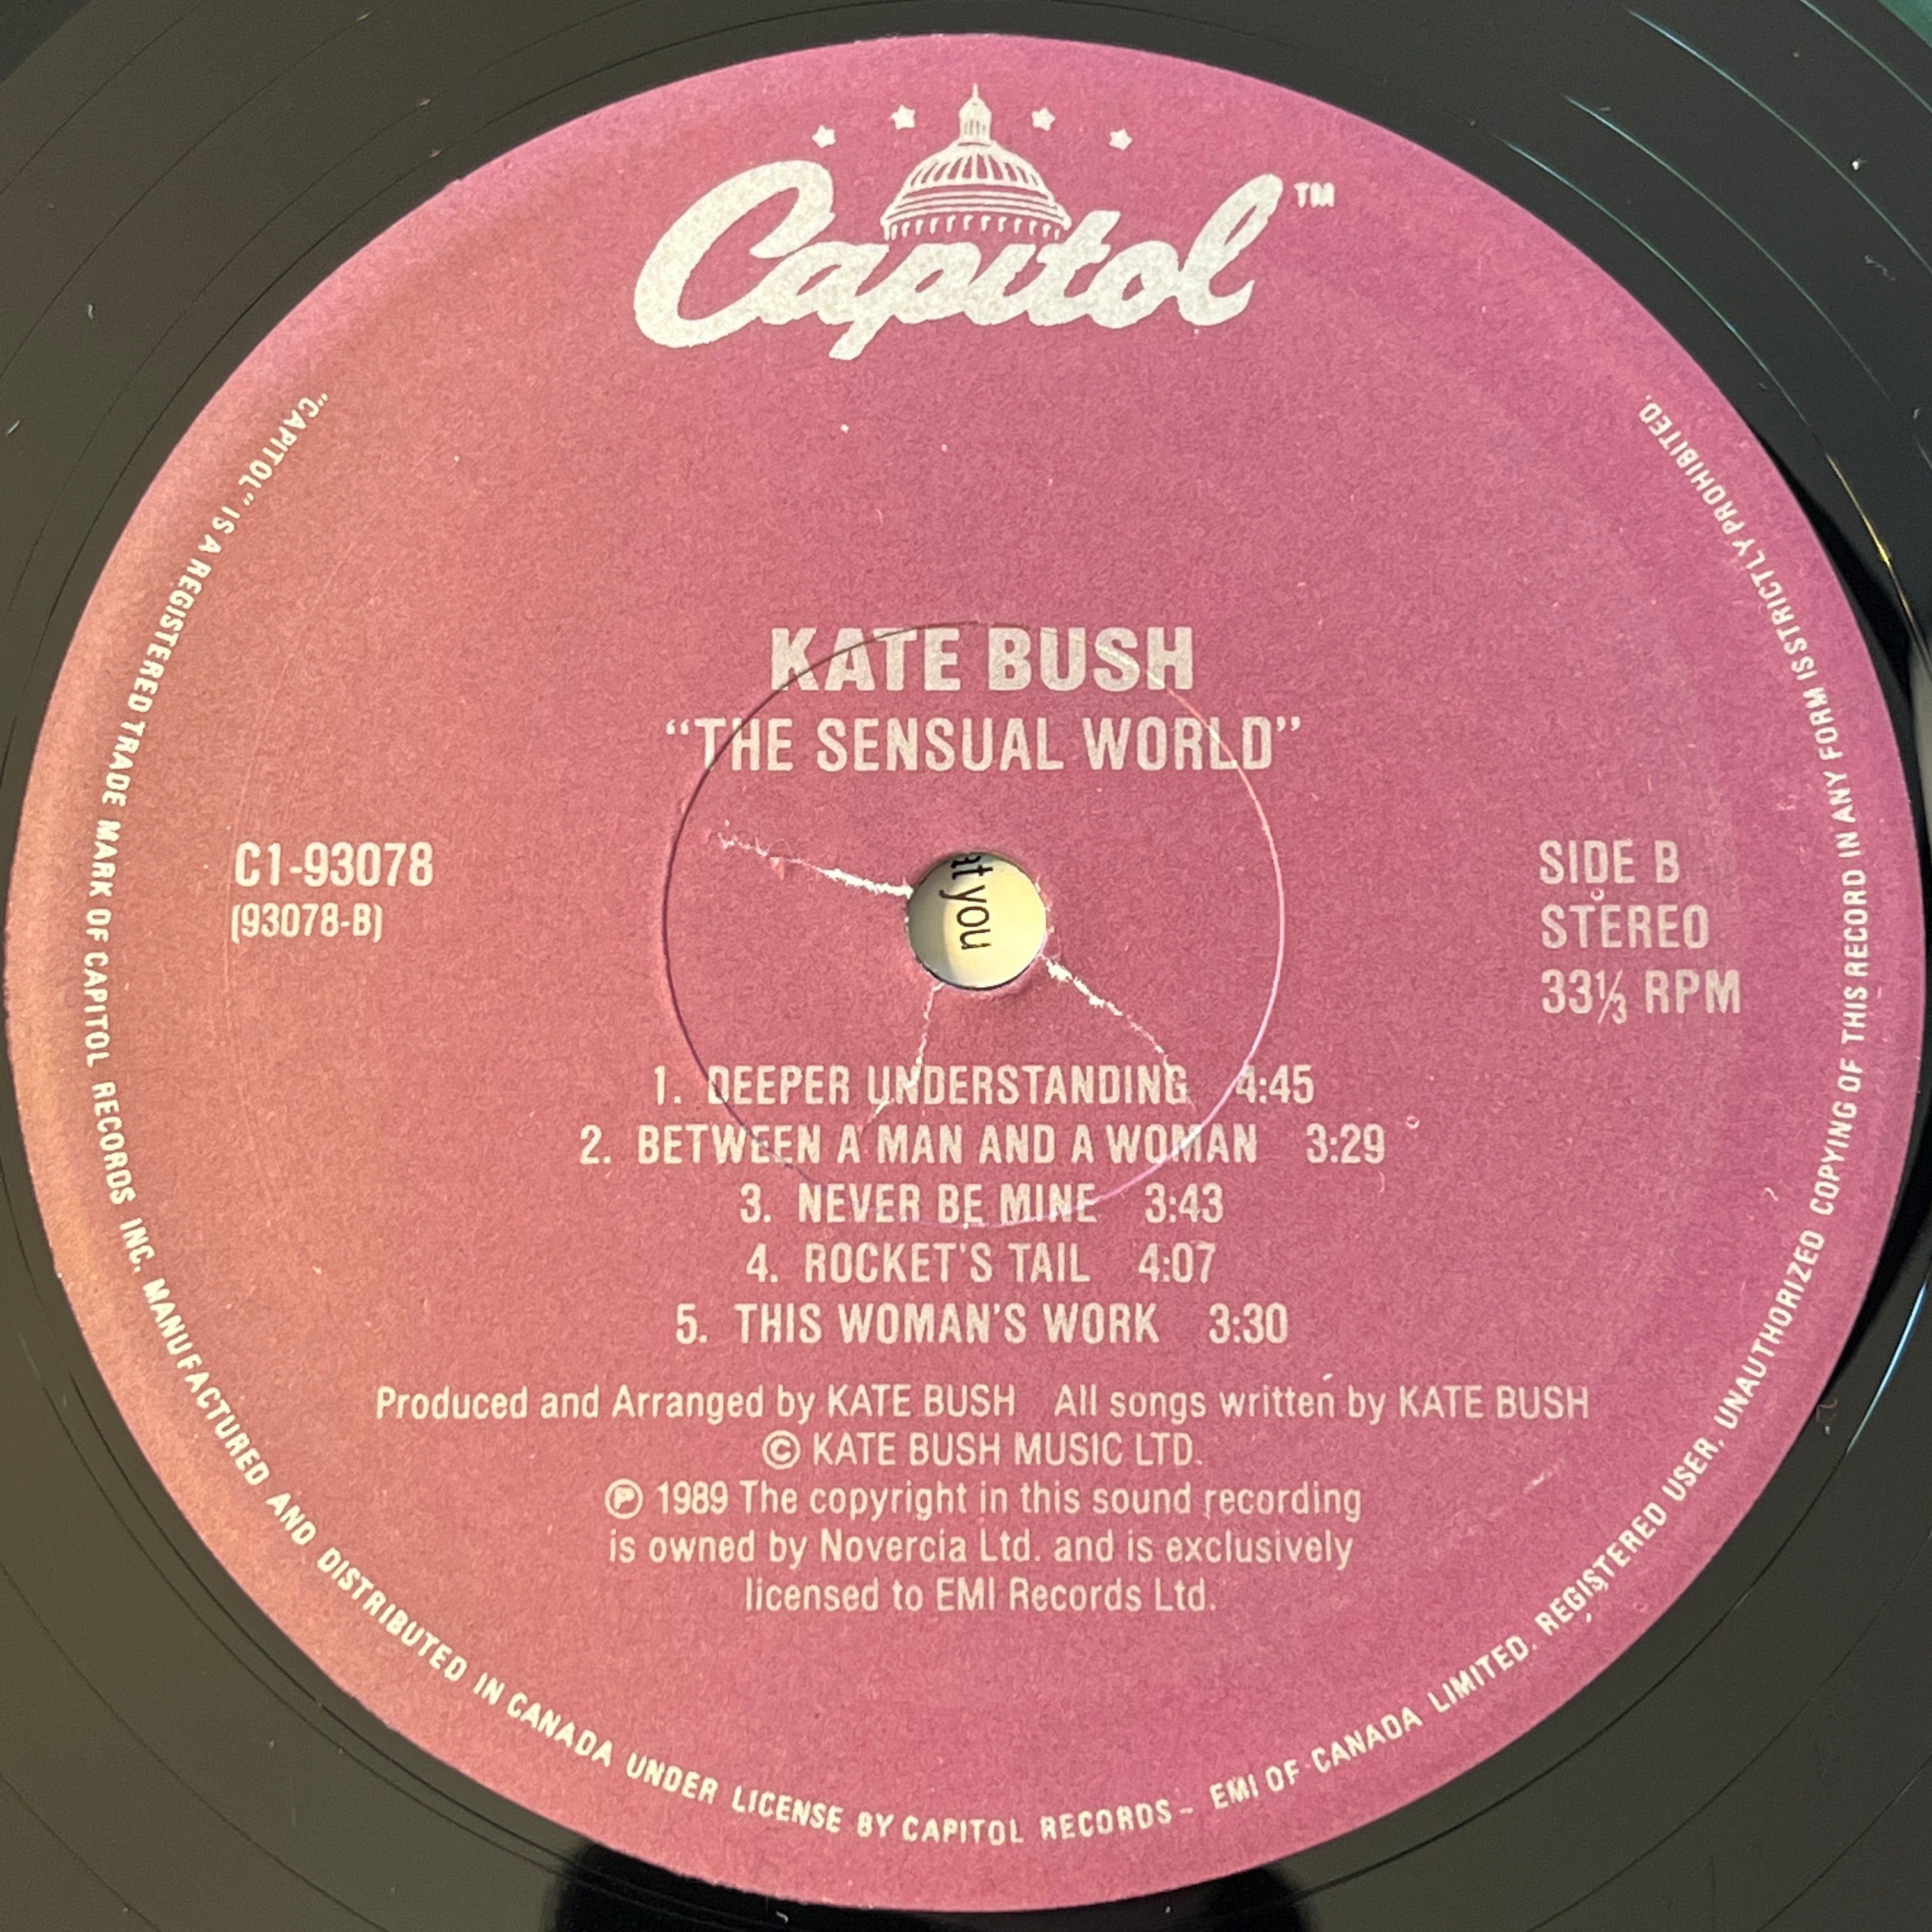 Capitol™
KATE BUSH
“THE SENSUAL WORLD”
C1-93078
(93078-B)
SIDE B
STEREO
33⅓ RPM
at you
1. DEEPER UNDERSTANDING 4:45
2. BETWEEN A MAN AND A WOMAN 3:29
3. NEVER BE MINE 3:43
4. ROCKET'S TAIL 4:07
5. THIS WOMAN'S WORK 3:30
Produced and Arranged by KATE BUSH All songs written by KATE BUSH
© KATE BUSH MUSIC LTD.
℗ 1989 The copyright in this sound recording
is owned by Novercia Ltd. and is exclusively
licensed to EMI Records Ltd.
“CAPITOL” IS A REGISTERED TRADE MARK OF CAPITOL RECORDS INC. MANUFACTURED AND DISTRIBUTED IN CANADA UNDER LICENSE BY CAPITOL RECORDS - EMI OF CANADA LIMITED. REGISTERED USER. UNAUTHORIZED COPYING OF THIS RECORD IN ANY FORM IS STRICTLY PROHIBITED.